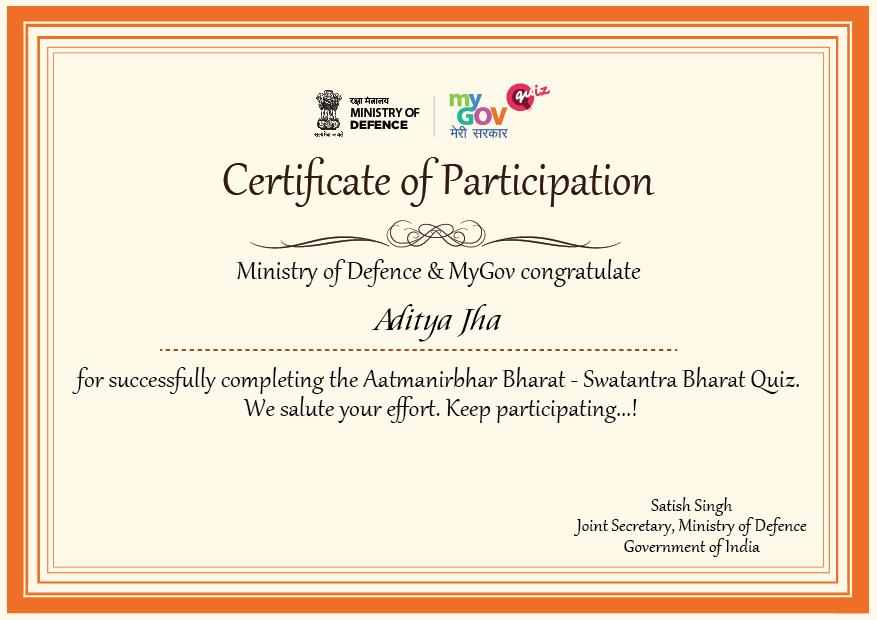 रक्षा मंत्रालय
MINISTRY OF
DEFENCE
सत्यमेव जयते
my
GOV
मेरी सरकार
quiz
Certificate of Participation
Ministry of Defence & MyGov congratulate
Aditya Jha
for successfully completing the Aatmanirbhar Bharat - Swatantra Bharat Quiz.
We salute your effort. Keep participating...!
Satish Singh
Joint Secretary, Ministry of Defence
Government of India